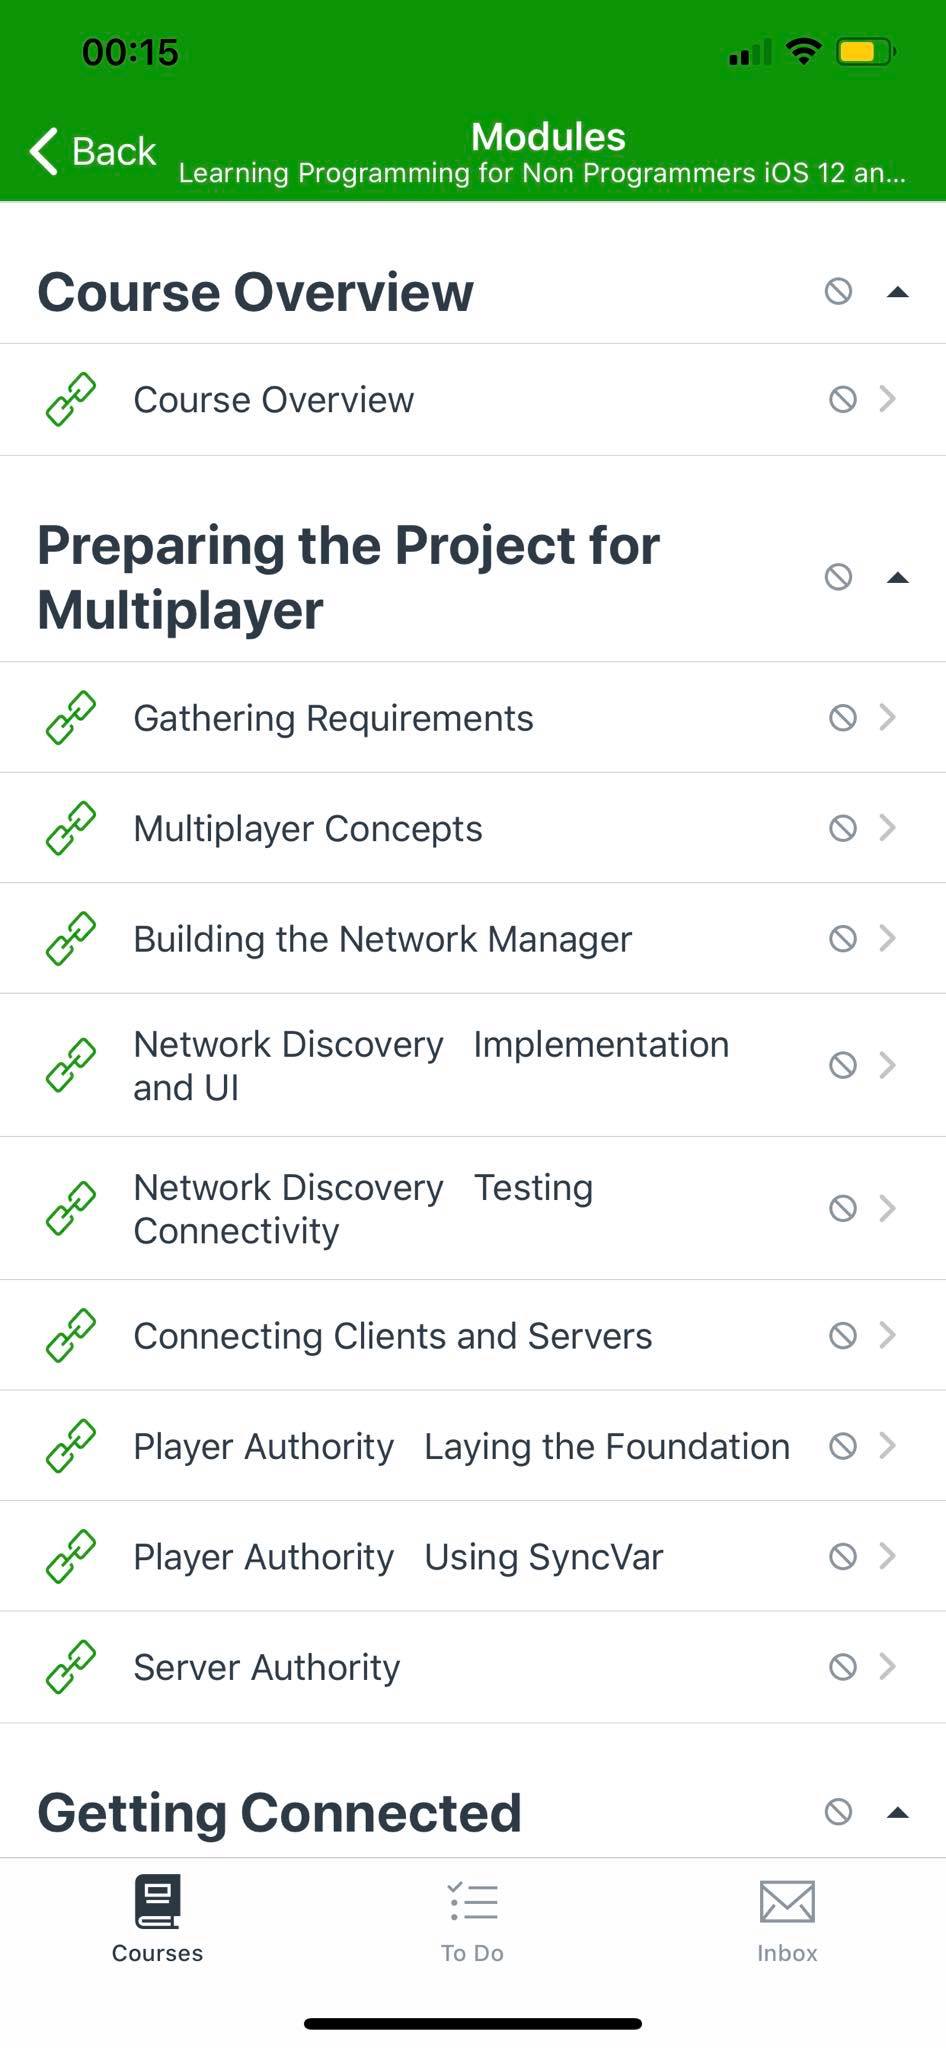 00:15
Back
Modules
Learning Programming for Non Programmers iOS 12 an...
Course Overview
Course Overview
Preparing the Project for
Multiplayer
Gathering Requirements
Multiplayer Concepts
Building the Network Manager
Network Discovery   Implementation
and UI
Network Discovery   Testing
Connectivity
Connecting Clients and Servers
Player Authority   Laying the Foundation
Player Authority   Using SyncVar
Server Authority
Getting Connected
Courses
To Do
Inbox